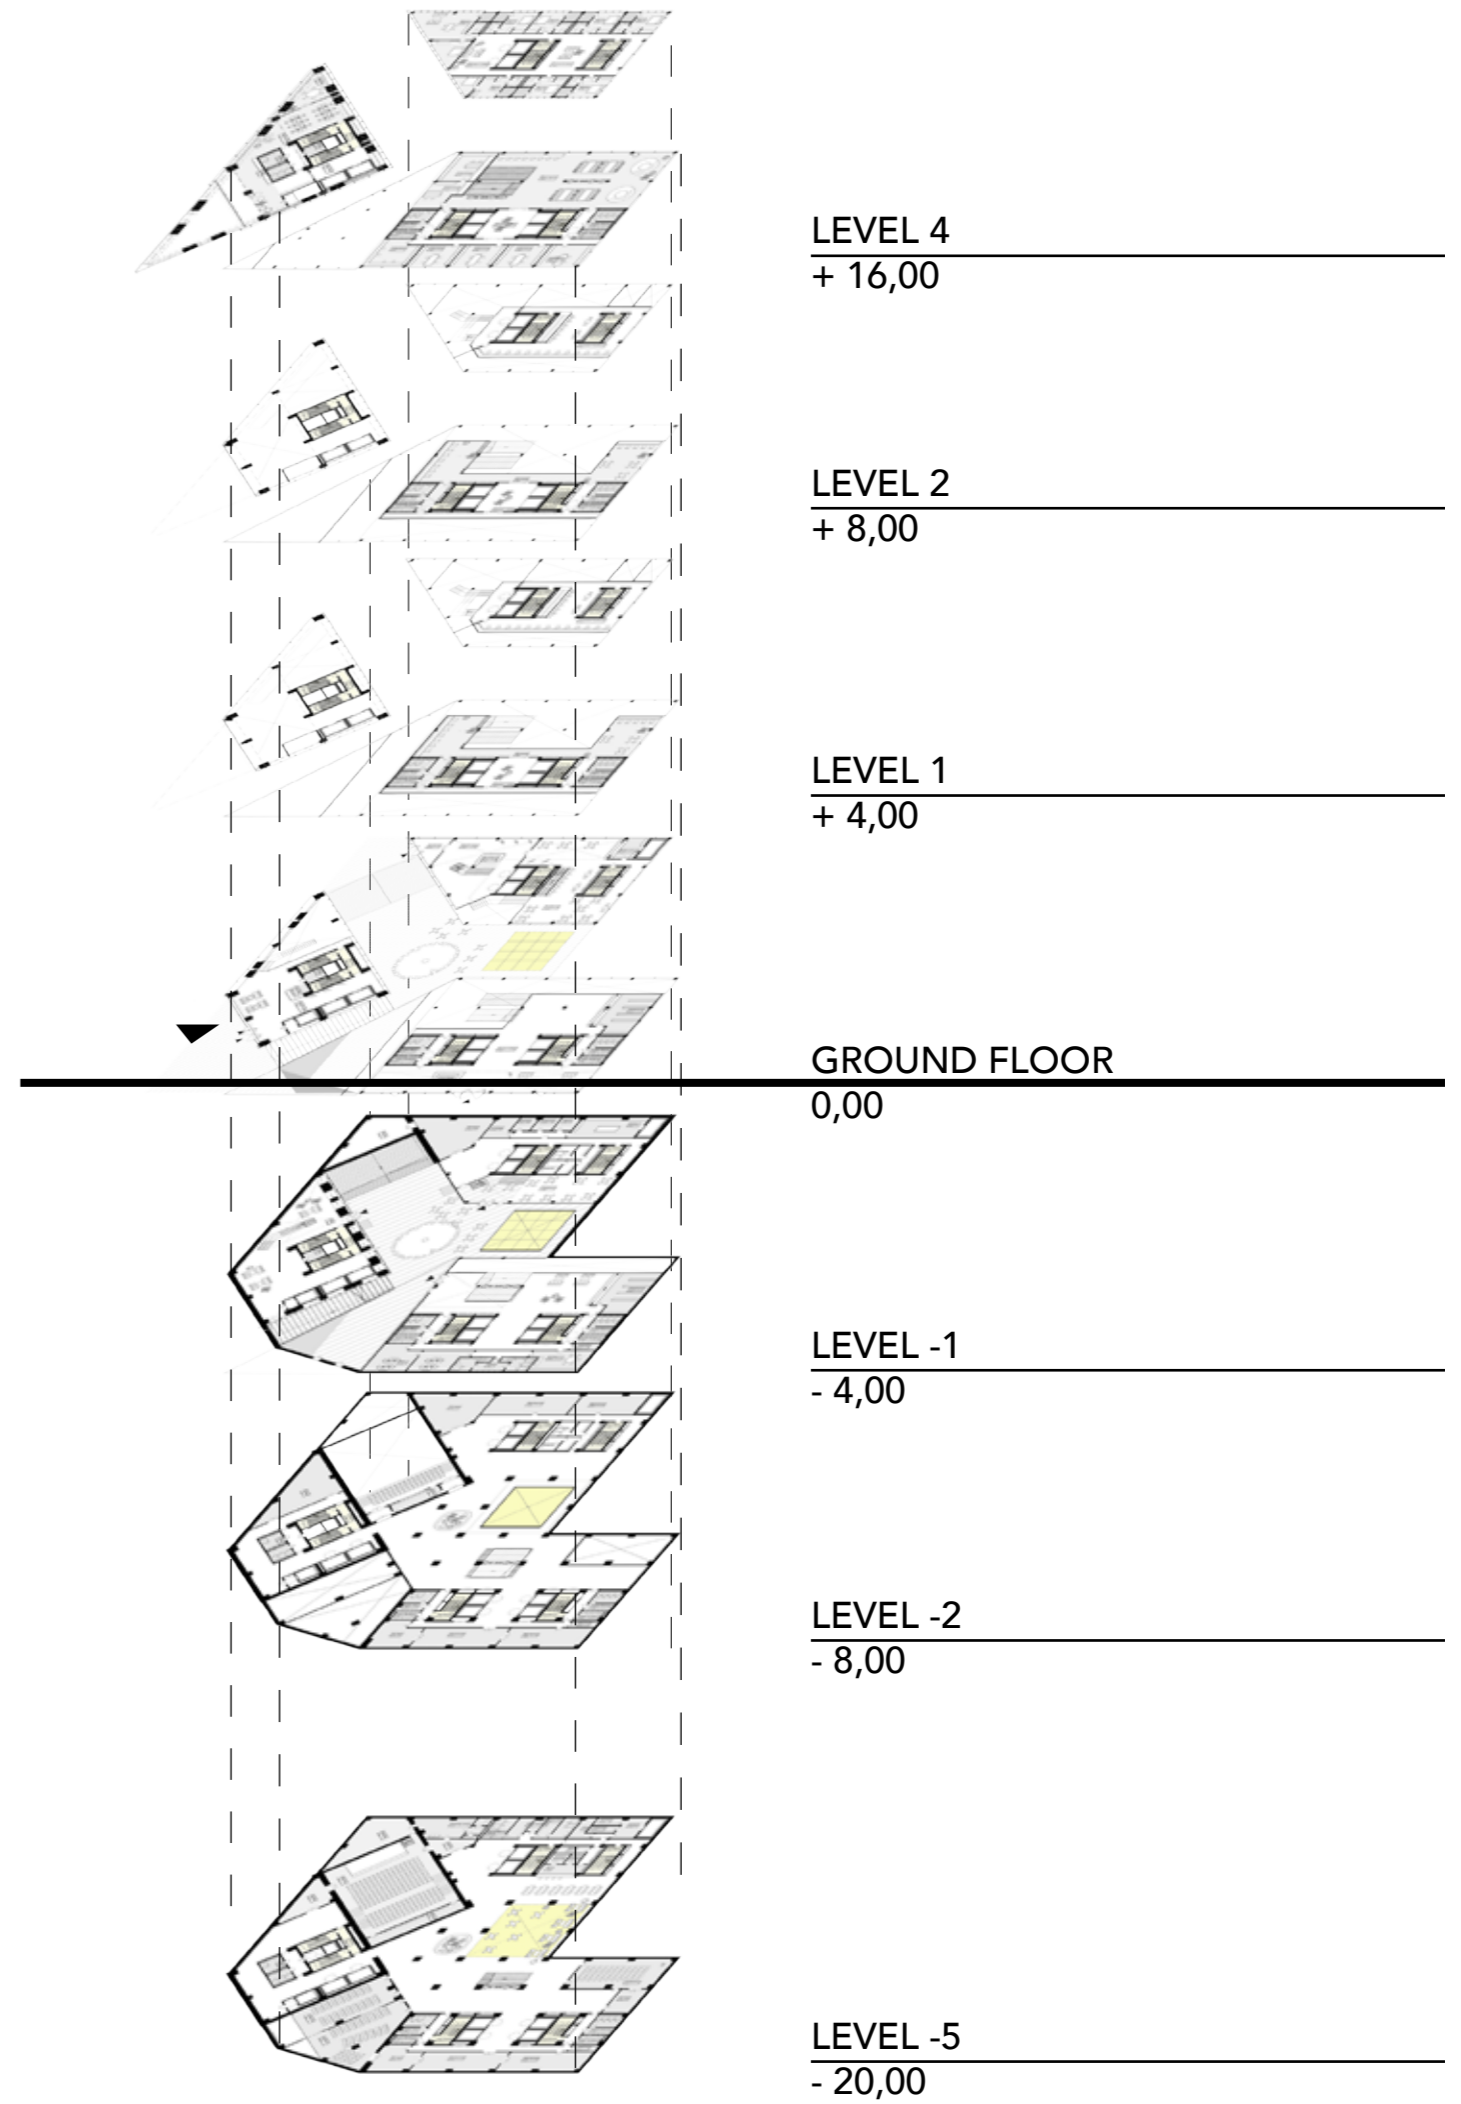 LEVEL 4
+ 16,00
LEVEL 2
+ 8,00
LEVEL 1
+ 4,00
GROUND FLOOR
0,00
LEVEL -1
- 4,00
LEVEL -2
- 8,00
LEVEL -5
- 20,00